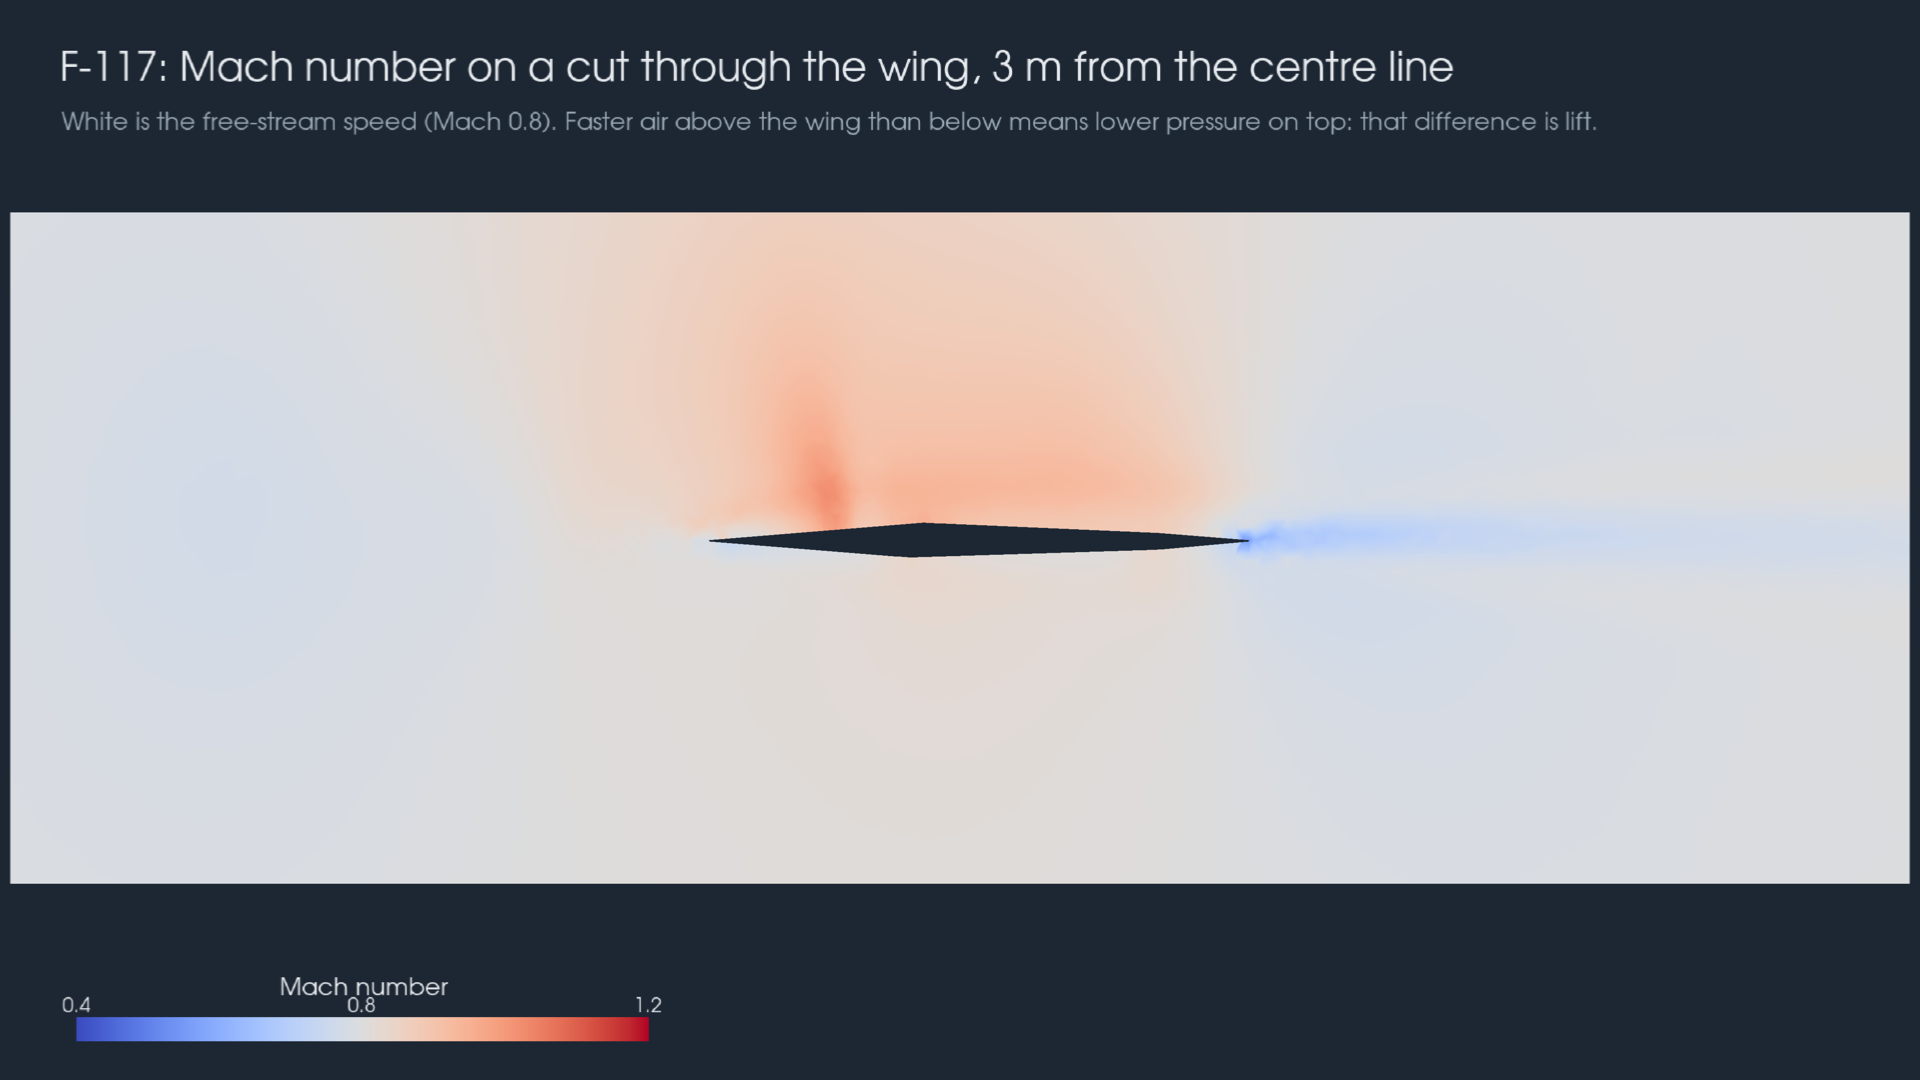 F-117: Mach number on a cut through the wing, 3 m from the centre line
White is the free-stream speed (Mach 0.8). Faster air above the wing than below means lower pressure on top: that difference is lift.
Mach number
0.4 0.8 1.2